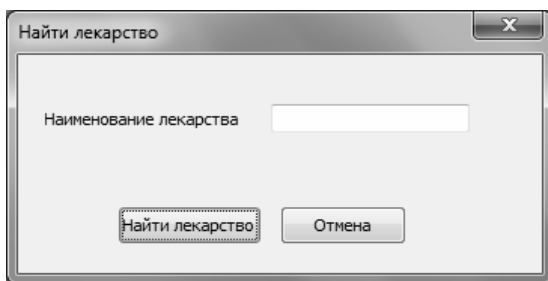 Найти лекарство
Наименование лекарства
Найти лекарство Отмена